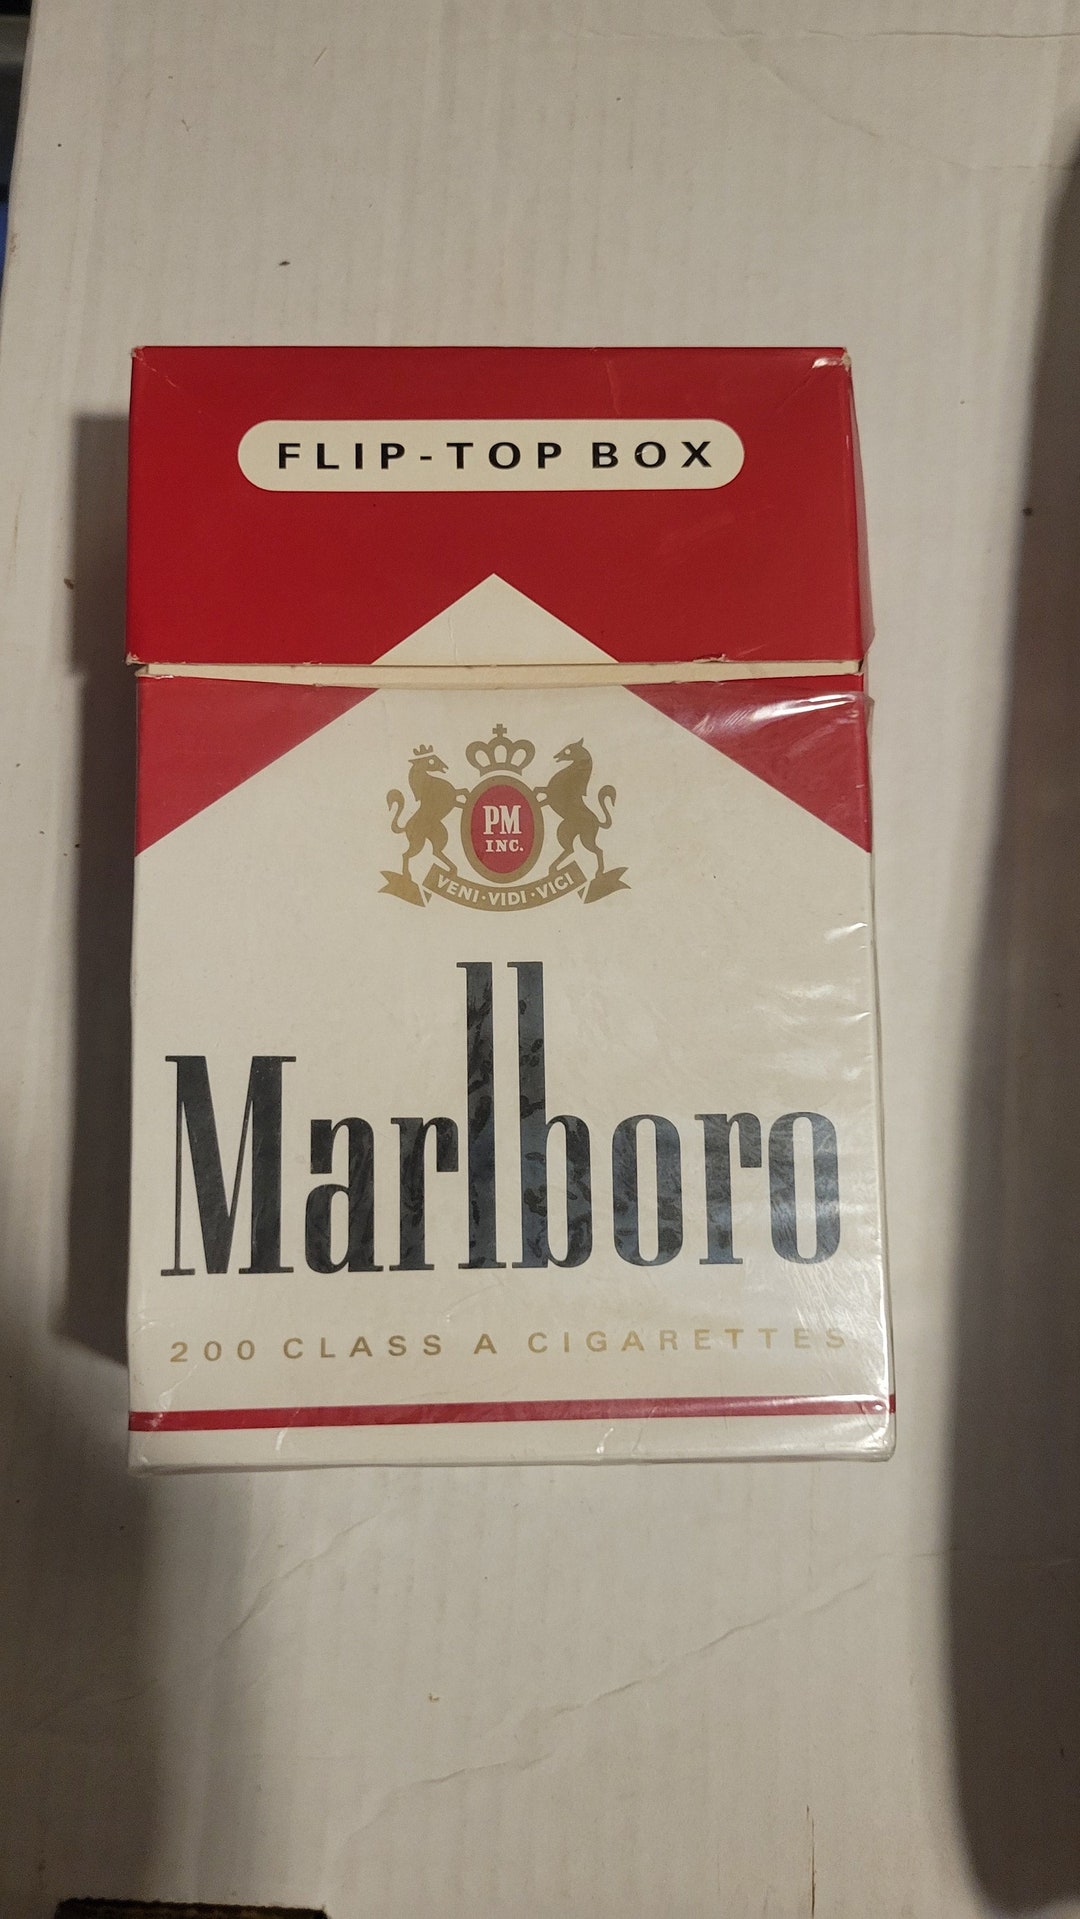 FLIP-TOP BOX
PM
INC.
VENI·VIDI·VICI
Marlboro
200 CLASS A CIGARETTES